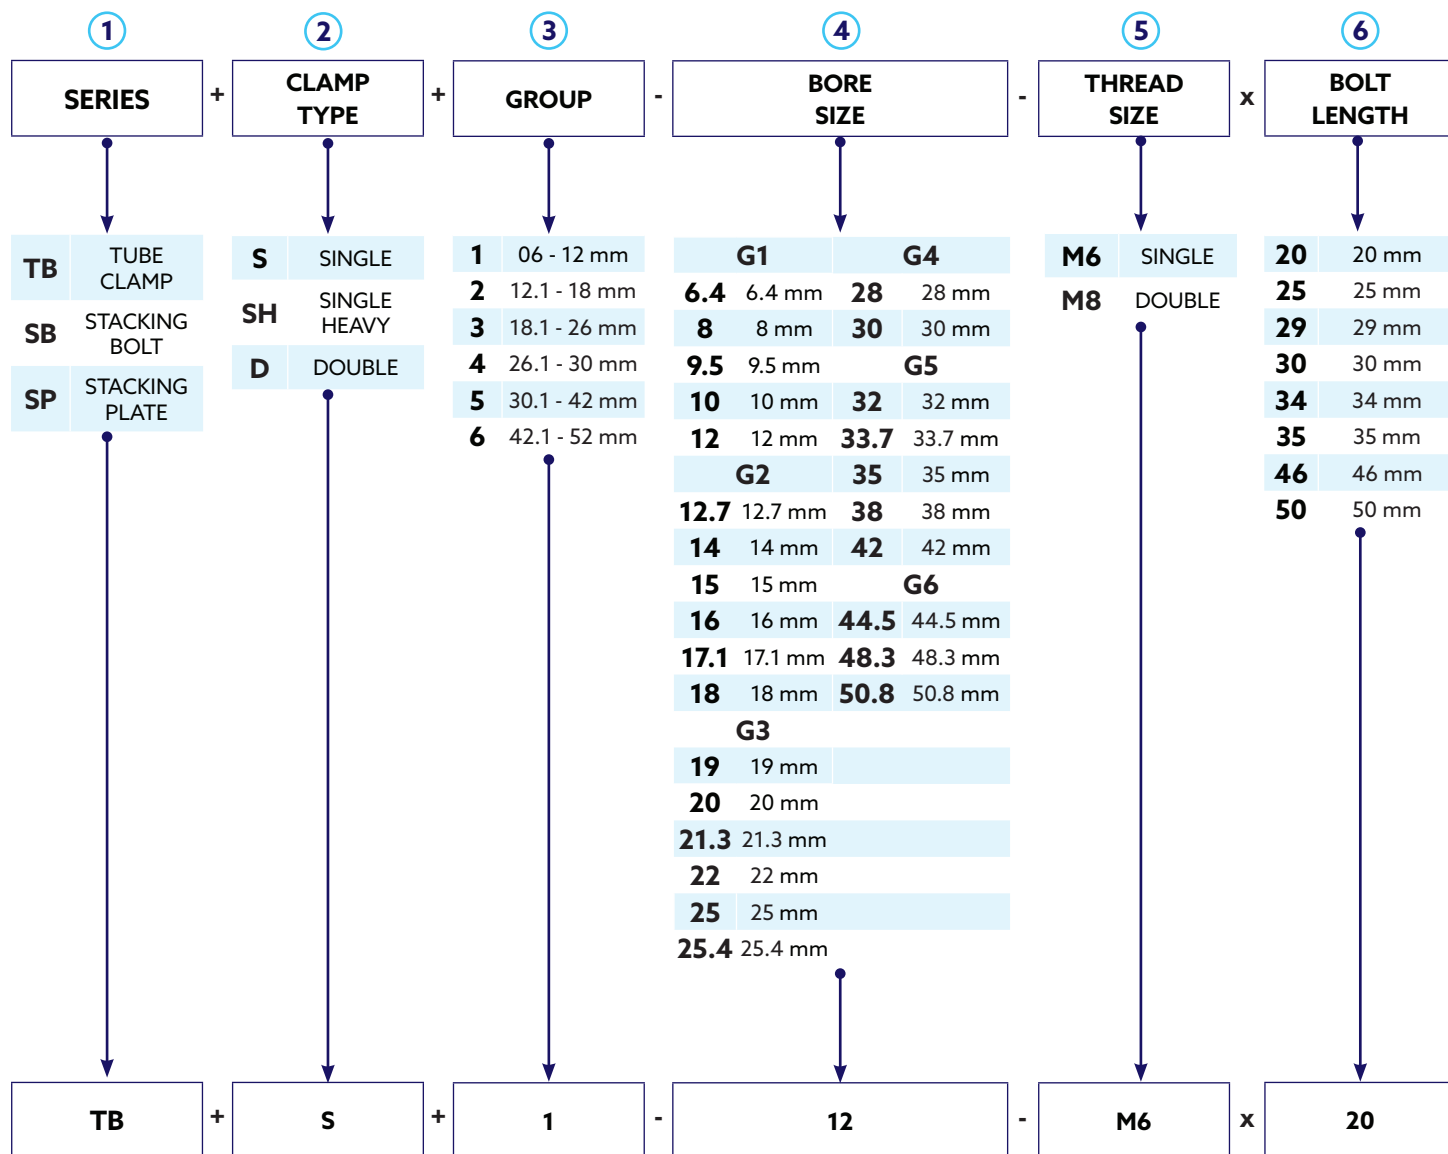 1 2 3 4 5 6
SERIES + CLAMP TYPE + GROUP - BORE SIZE - THREAD SIZE x BOLT LENGTH
TB TUBE CLAMP
SB STACKING BOLT
SP STACKING PLATE
S SINGLE
SH SINGLE HEAVY
D DOUBLE
1 06 - 12 mm
2 12.1 - 18 mm
3 18.1 - 26 mm
4 26.1 - 30 mm
5 30.1 - 42 mm
6 42.1 - 52 mm
G1 G4
6.4 6.4 mm 28 28 mm
8 8 mm 30 30 mm
9.5 9.5 mm G5
10 10 mm 32 32 mm
12 12 mm 33.7 33.7 mm
G2 35 35 mm
12.7 12.7 mm 38 38 mm
14 14 mm 42 42 mm
15 15 mm G6
16 16 mm 44.5 44.5 mm
17.1 17.1 mm 48.3 48.3 mm
18 18 mm 50.8 50.8 mm
G3
19 19 mm
20 20 mm
21.3 21.3 mm
22 22 mm
25 25 mm
25.4 25.4 mm
M6 SINGLE
M8 DOUBLE
20 20 mm
25 25 mm
29 29 mm
30 30 mm
34 34 mm
35 35 mm
46 46 mm
50 50 mm
TB + S + 1 - 12 - M6 x 20